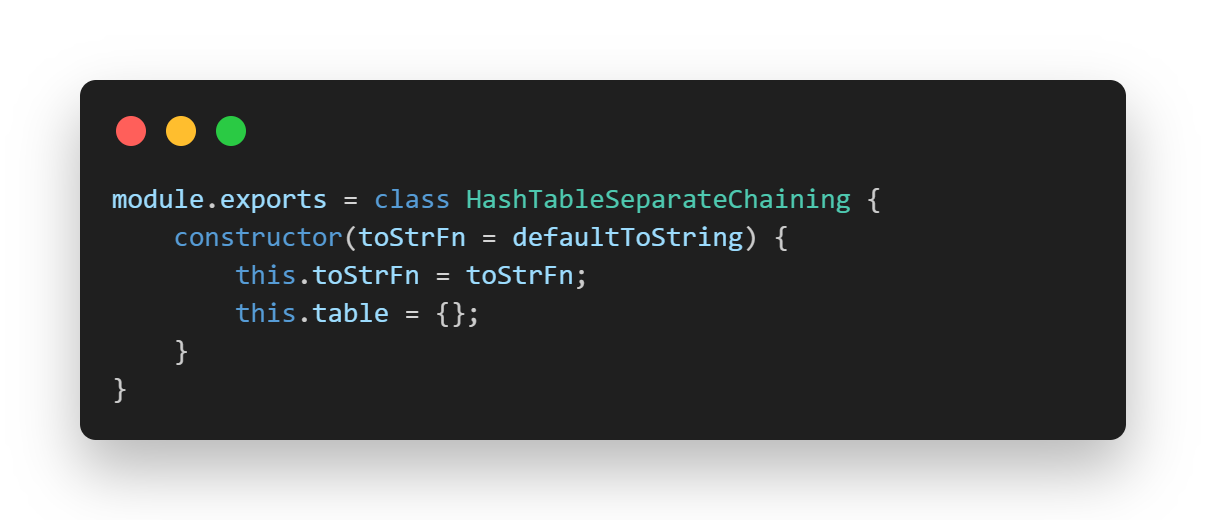 module.exports = class HashTableSeparateChaining {
    constructor(toStrFn = defaultToString) {
        this.toStrFn = toStrFn;
        this.table = {};
    }
}